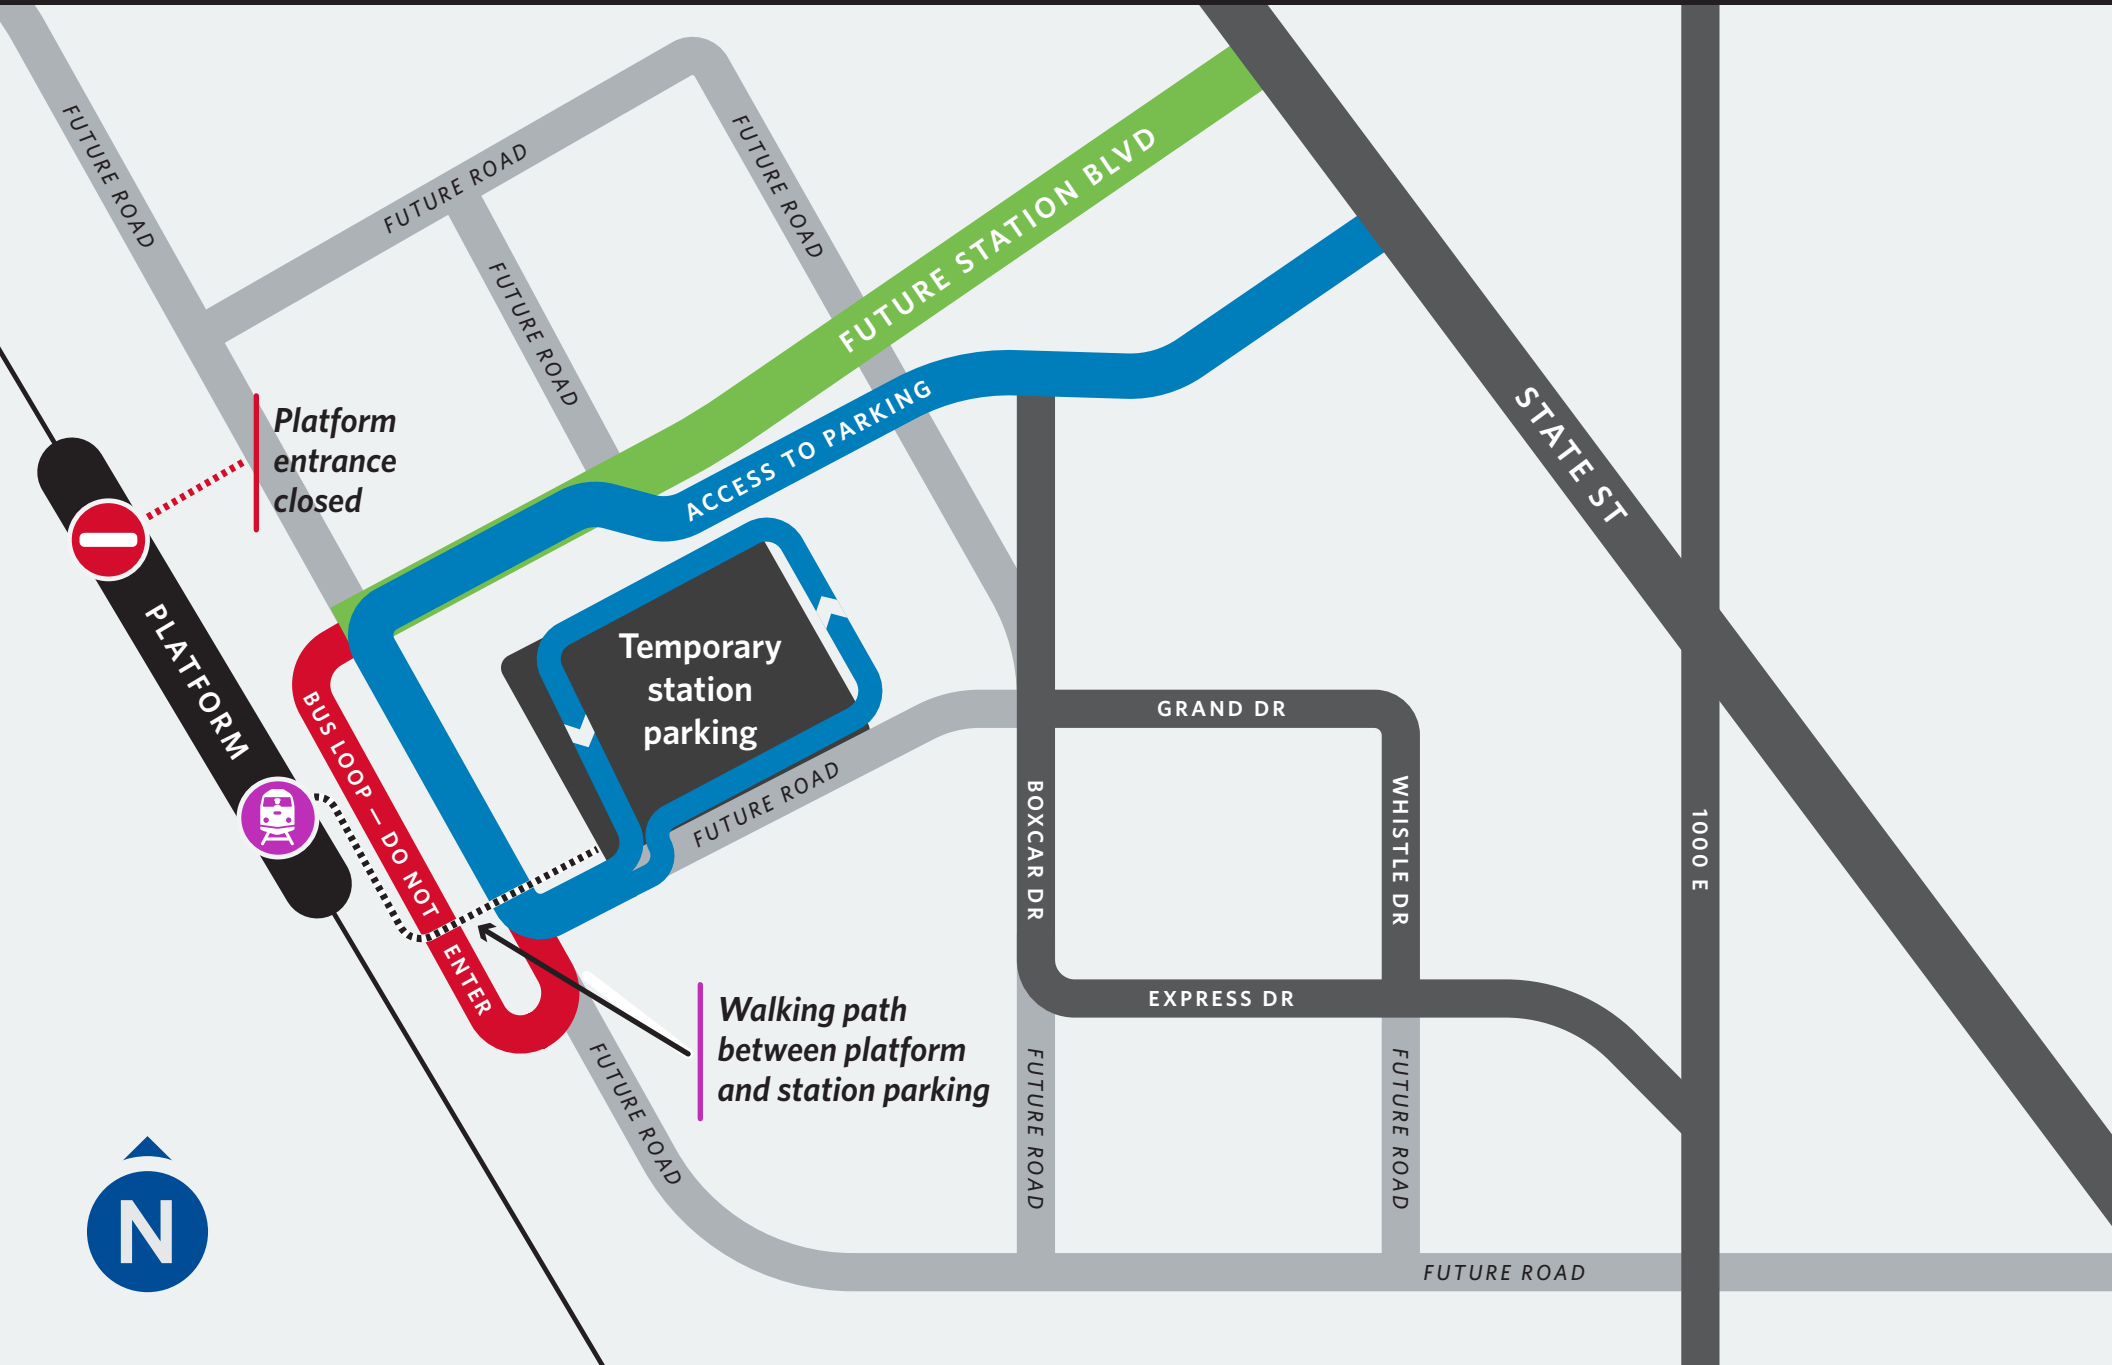 FUTURE ROAD
FUTURE ROAD
FUTURE ROAD
FUTURE ROAD
FUTURE STATION BLVD
ACCESS TO PARKING
STATE ST
Platform
entrance
closed
PLATFORM
BUS LOOP – DO NOT ENTER
Temporary
station
parking
FUTURE ROAD
GRAND DR
BOXCAR DR
WHISTLE DR
1000 E
EXPRESS DR
Walking path
between platform
and station parking
FUTURE ROAD
FUTURE ROAD
FUTURE ROAD
FUTURE ROAD
N